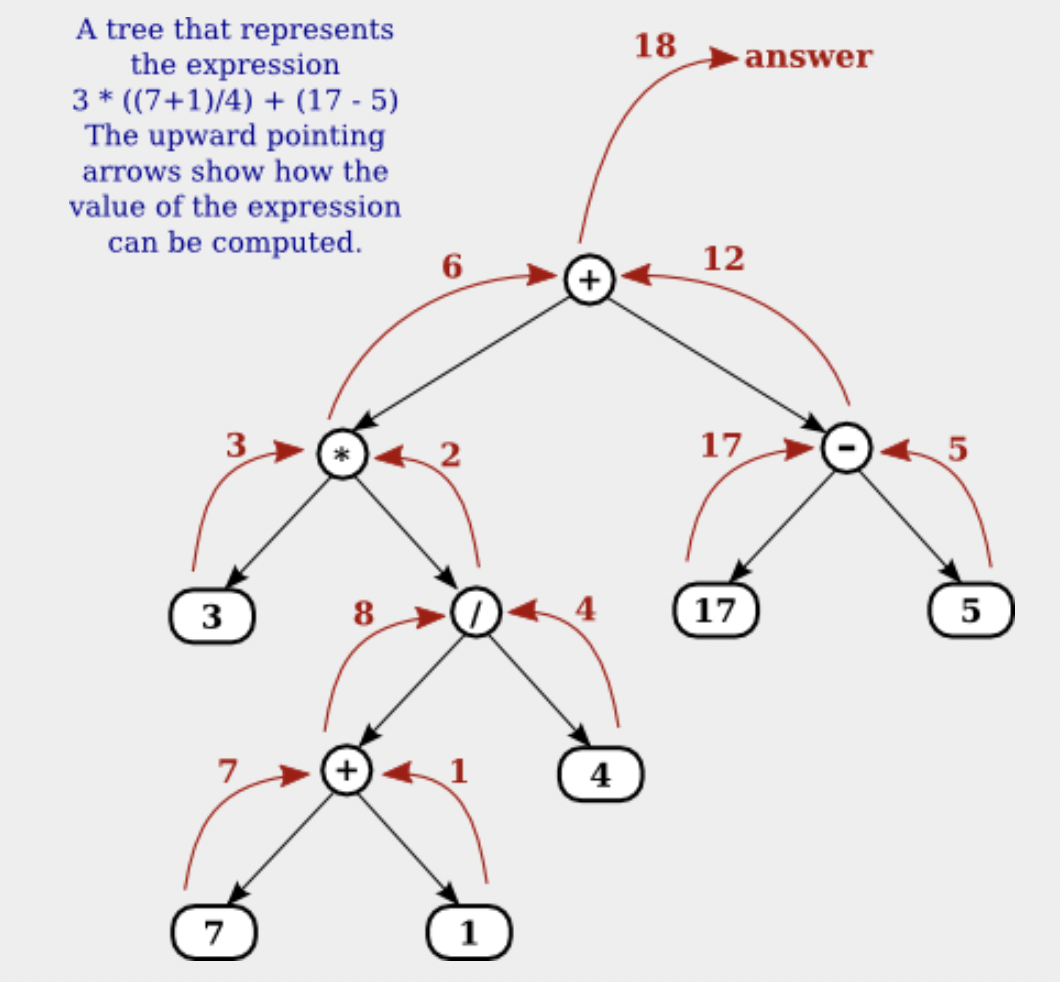 A tree that represents
the expression
3 * ((7+1)/4) + (17 - 5)
The upward pointing
arrows show how the
value of the expression
can be computed.
18 answer
6 + 12
3 * 2 17 - 5
3 8 / 4 17 5
7 + 1 4
7 1